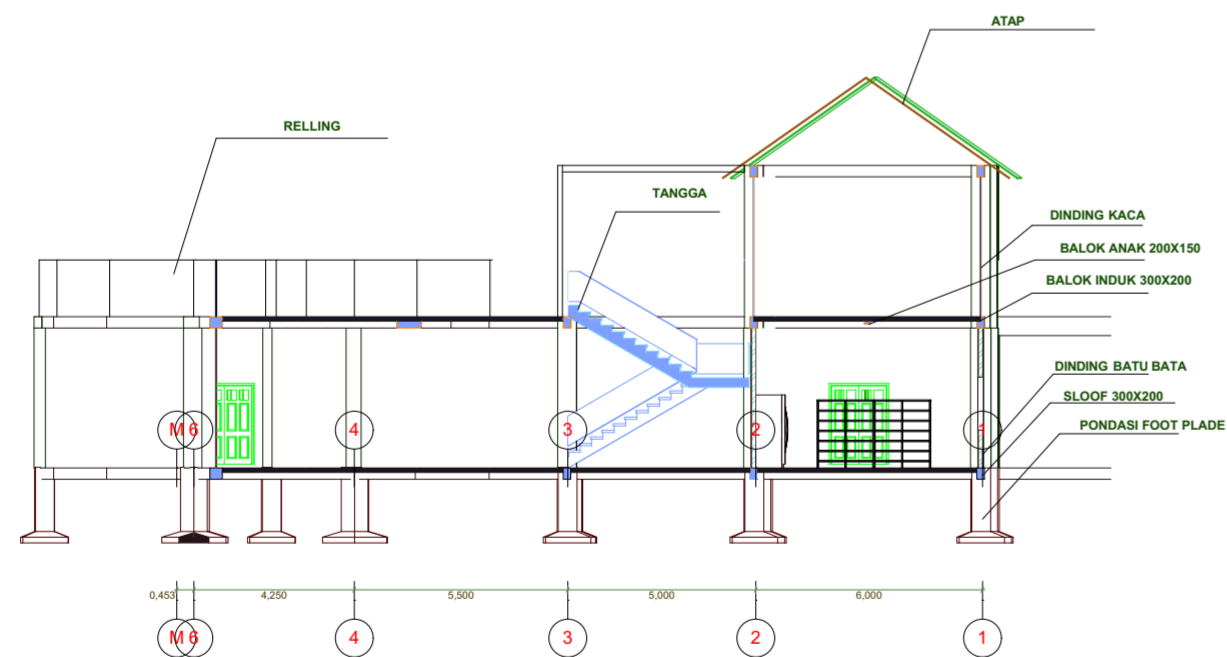 ATAP
RELLING
TANGGA
DINDING KACA
BALOK ANAK 200X150
BALOK INDUK 300X200
DINDING BATU BATA
SLOOF 300X200
PONDASI FOOT PLADE
M 6 4 3 2 1
0,453 4,250 5,500 5,000 6,000
M 6 4 3 2 1